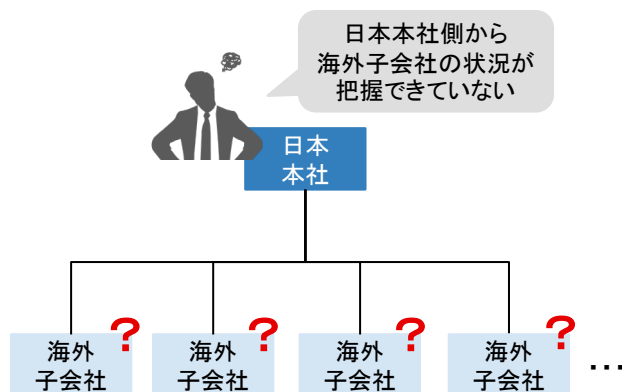 日本本社側から
海外子会社の状況が
把握できていない
日本
本社
?
海外
子会社
?
海外
子会社
?
海外
子会社
?
海外
子会社
…